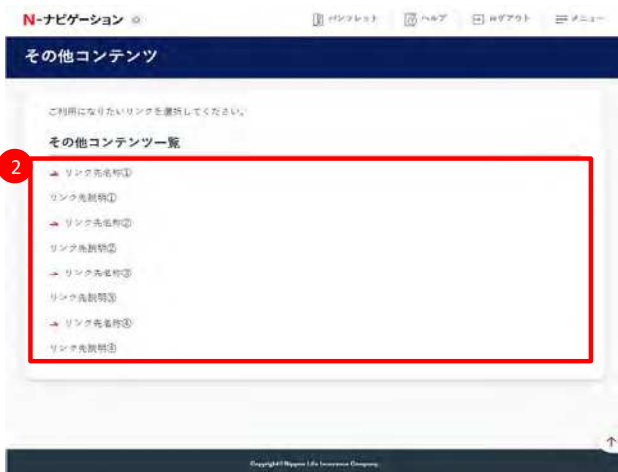 N-ナビゲーション
パンフレット
ヘルプ
ログアウト
メニュー
その他コンテンツ
ご利用になりたいリンクを選択してください。
その他コンテンツ一覧
2
リンク先名称①
リンク先説明①
リンク先名称②
リンク先説明②
リンク先名称③
リンク先説明③
リンク先名称④
リンク先説明④
Copyright© Nippon Life Insurance Company